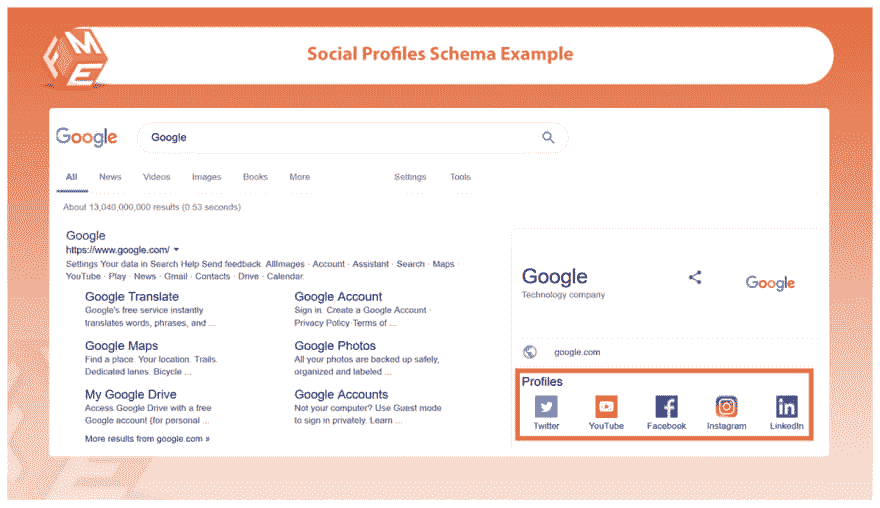 FME
Social Profiles Schema Example
Google
Google
All News Videos Images Books More Settings Tools
About 13,040,000,000 results (0.53 seconds)
Google
https://www.google.com/
Settings Your data in Search Help Send feedback. AllImages · Account · Assistant · Search · Maps ·
YouTube · Play · News · Gmail · Contacts · Drive · Calendar.
Google Translate
Google's free service instantly
translates words, phrases, and ...
Google Account
Sign in. Create a Google Account ·
Privacy Policy·Terms of ...
Google Maps
Find a place. Your location. Trails.
Dedicated lanes. Bicycle ...
Google Photos
All your photos are backed up safely,
organized and labeled ...
My Google Drive
Access Google Drive with a free
Google account (for personal ...
Google Accounts
Not your computer? Use Guest mode
to sign in privately. Learn ...
More results from google.com »
Google
Technology company
Google
google.com
Profiles
Twitter YouTube Facebook Instagram LinkedIn